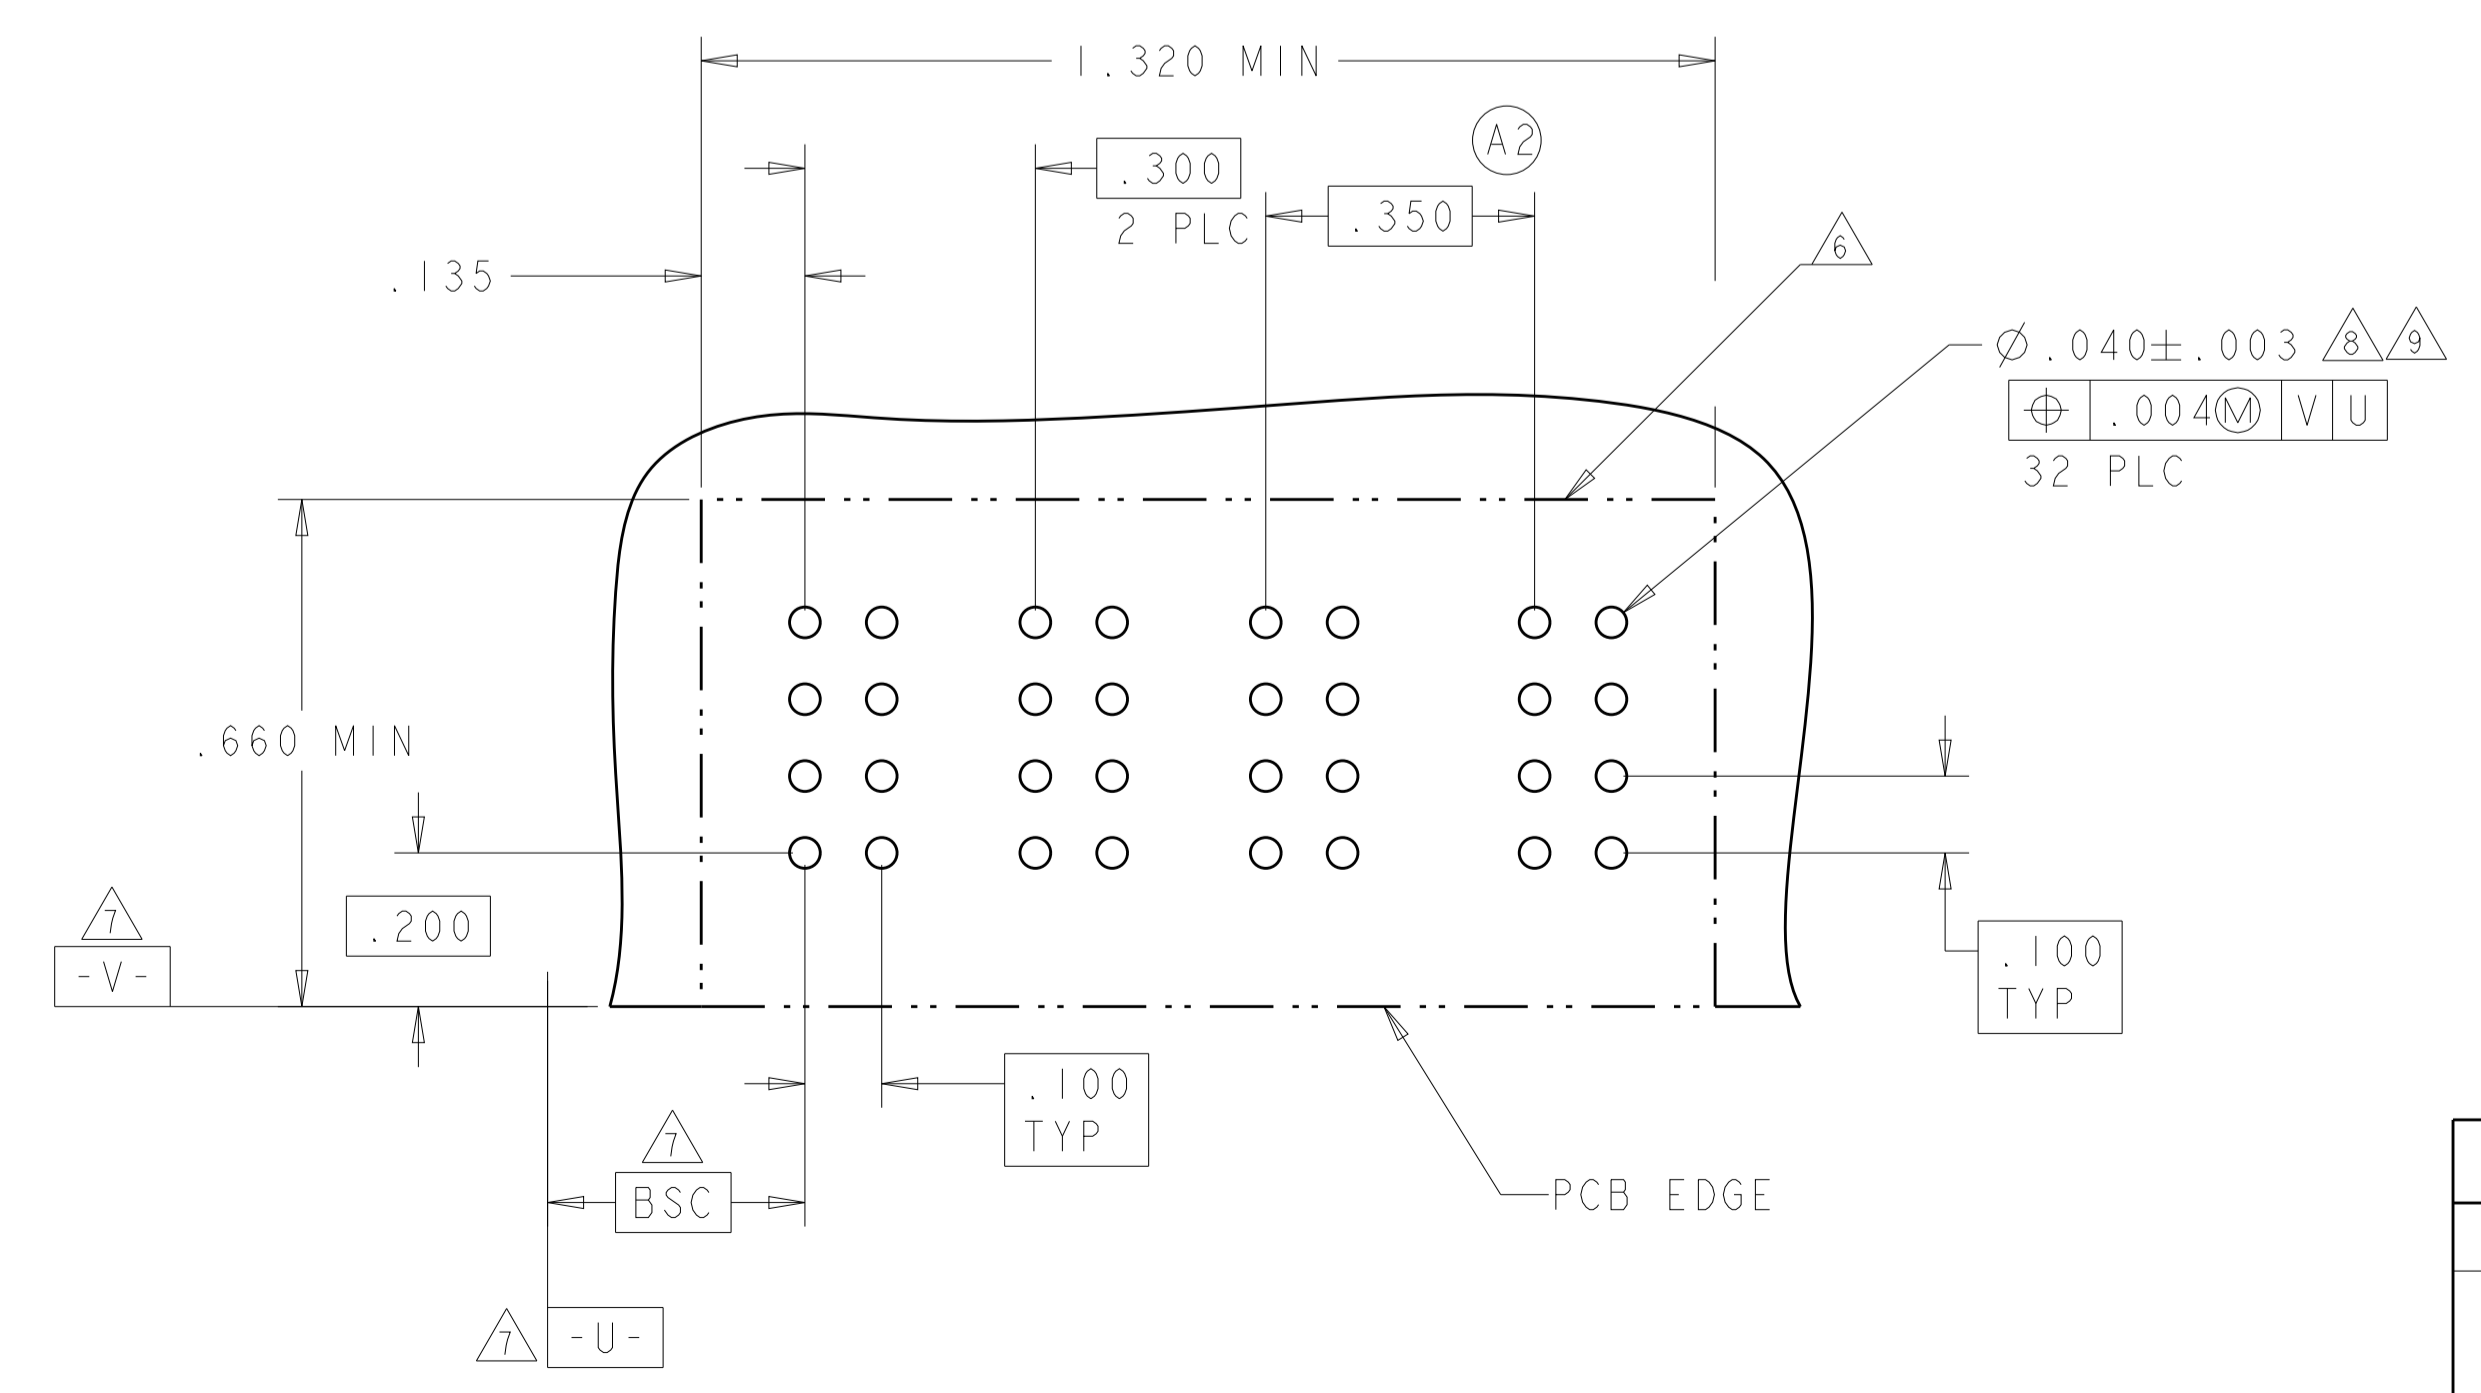 1.320 MIN
A2
.300
2 PLC
.350
.135
6
Ø.040±.003 8 9
⌖ .004Ⓜ V U
32 PLC
.660 MIN
.200
7
-V-
.100
TYP
.100
TYP
7
BSC
PCB EDGE
7
-U-